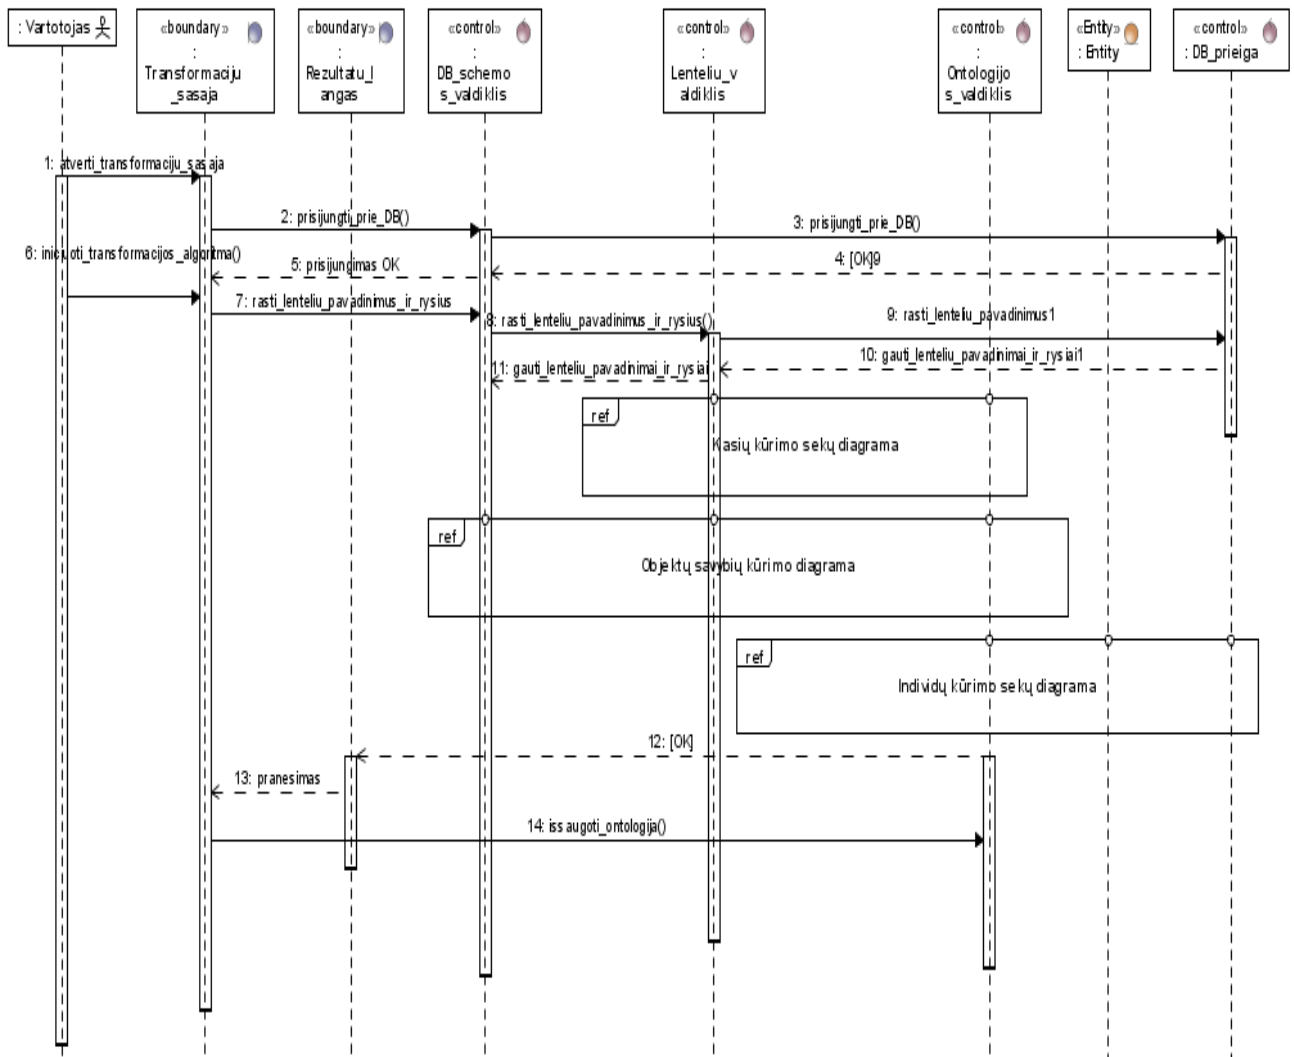 : Vartotojas
«boundary»
:
Transformaciju
_sasaja
«boundary»
:
Rezultatu_l
angas
«control»
:
DB_schemo
s_valdiklis
«control»
:
Lenteliu_v
aldiklis
«control»
:
Ontologijo
s_valdiklis
«Entity»
: Entity
«control»
: DB_prieiga
1: atverti_transformaciju_sasaja
2: prisijungti_prie_DB()
3: prisijungti_prie_DB()
4: [OK]9
5: prisijungimas OK
6: inicijuoti_transformacijos_algoritma()
7: rasti_lenteliu_pavadinimus_ir_rysius
8: rasti_lenteliu_pavadinimus_ir_rysius()
9: rasti_lenteliu_pavadinimus1
10: gauti_lenteliu_pavadinimai_ir_rysiai1
11: gauti_lenteliu_pavadinimai_ir_rysiai
ref
Klasių kūrimo sekų diagrama
ref
Objektų savybių kūrimo diagrama
ref
Individų kūrimo sekų diagrama
12: [OK]
13: pranesimas
14: issaugoti_ontologija()